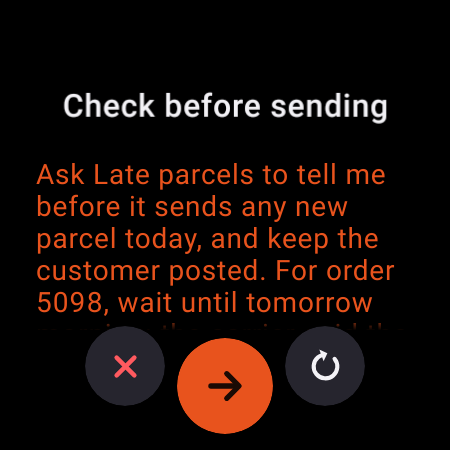 Check before sending
Ask Late parcels to tell me
before it sends any new
parcel today, and keep the
customer posted. For order
5098, wait until tomorrow